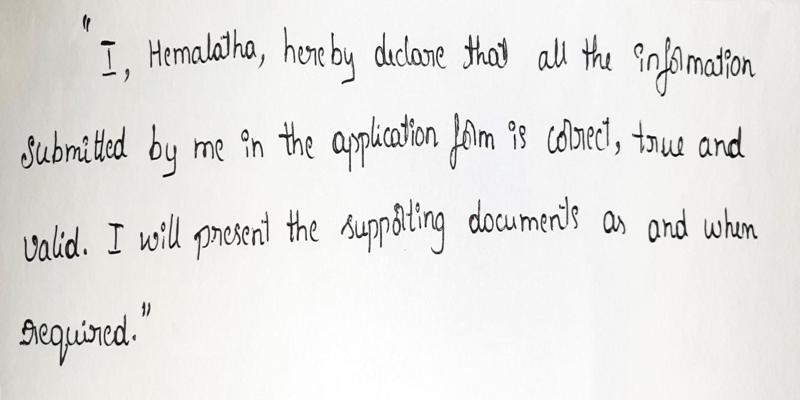 "I, Hemalatha, hereby declare that all the information
submitted by me in the application form is correct, true and
valid. I will present the supporting documents as and when
required."